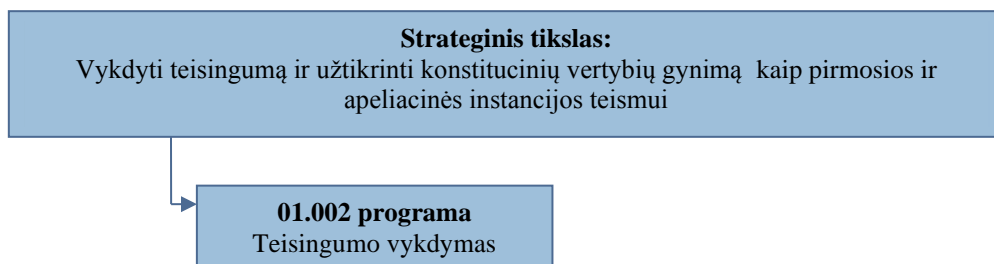 Strateginis tikslas:
Vykdyti teisingumą ir užtikrinti konstitucinių vertybių gynimą kaip pirmosios ir
apeliacinės instancijos teismui
01.002 programa
Teisingumo vykdymas